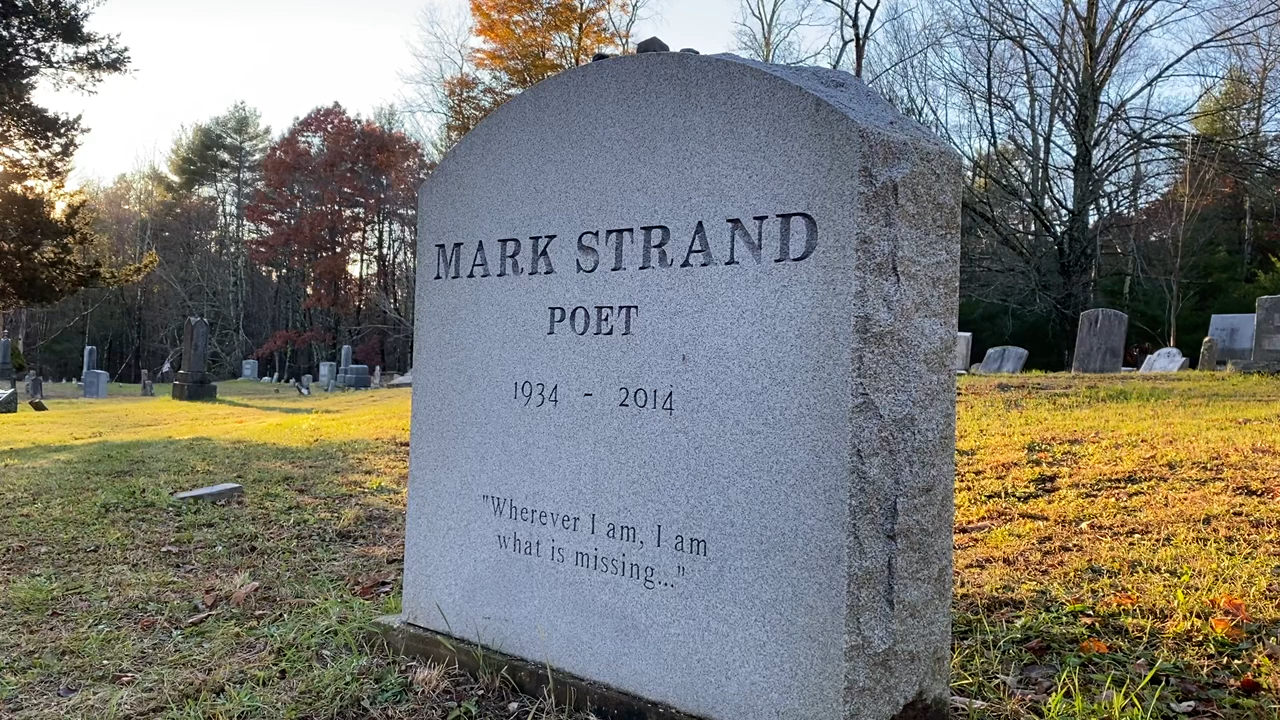 MARK STRAND
POET
1934 - 2014
"Wherever I am, I am
what is missing..."